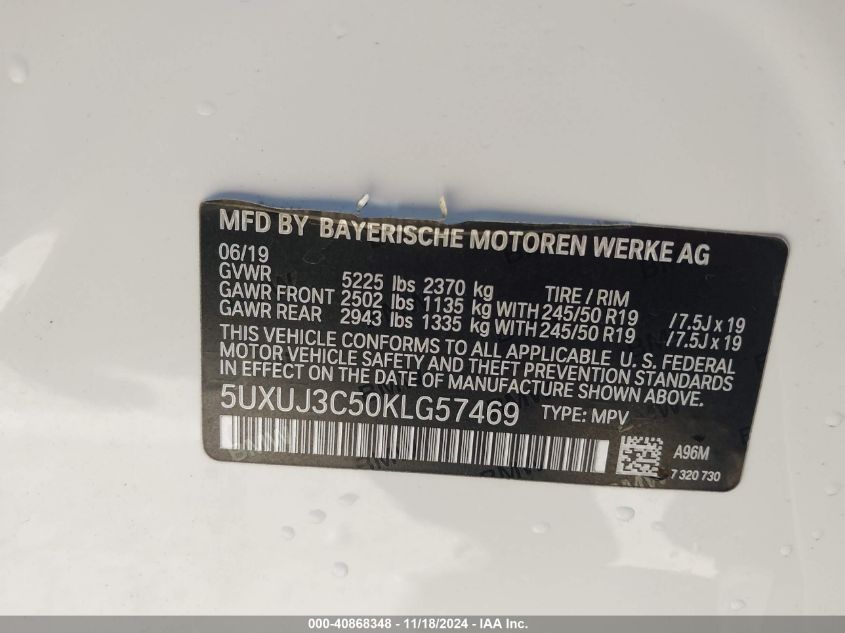 MFD BY BAYERISCHE MOTOREN WERKE AG
06/19
GVWR 5225 lbs 2370 kg TIRE / RIM
GAWR FRONT 2502 lbs 1135 kg WITH 245/50 R19 /7.5J x 19
GAWR REAR 2943 lbs 1335 kg WITH 245/50 R19 /7.5J x 19
THIS VEHICLE CONFORMS TO ALL APPLICABLE U. S. FEDERAL
MOTOR VEHICLE SAFETY AND THEFT PREVENTION STANDARDS
IN EFFECT ON THE DATE OF MANUFACTURE SHOWN ABOVE.
5UXUJ3C50KLG57469 TYPE: MPV
A96M
7 320 730
000-40868348 - 11/18/2024 - IAA, Inc.